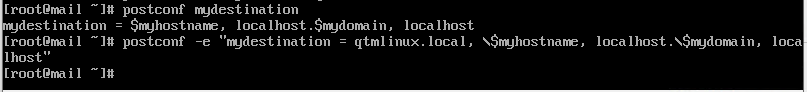 [root@mail ~]# postconf mydestination
mydestination = $myhostname, localhost.$mydomain, localhost
[root@mail ~]# postconf -e "mydestination = qtmlinux.local, \$myhostname, localhost.\$mydomain, loca
lhost"
[root@mail ~]#